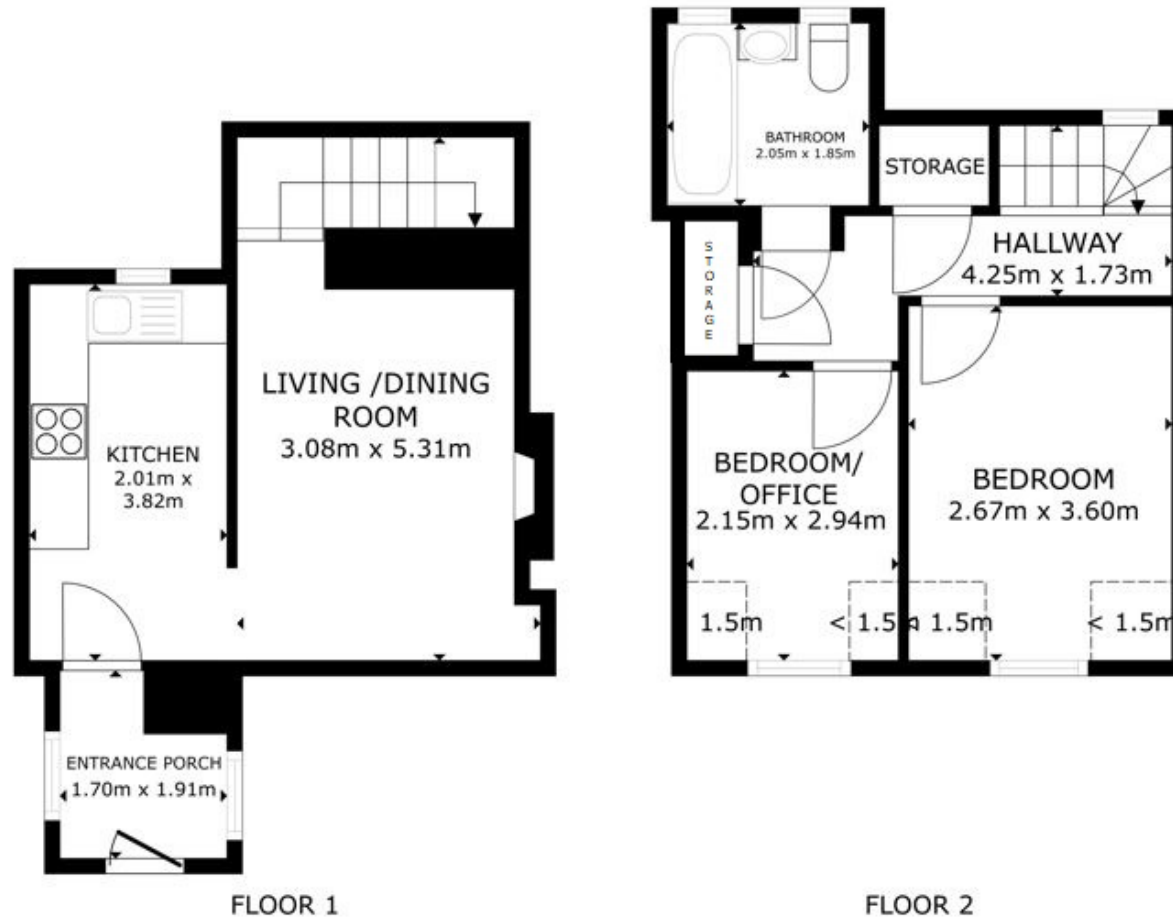 LIVING /DINING
ROOM
3.08m x 5.31m
KITCHEN
2.01m x
3.82m
ENTRANCE PORCH
1.70m x 1.91m
FLOOR 1
BATHROOM
2.05m x 1.85m
STORAGE
STORAGE
HALLWAY
4.25m x 1.73m
BEDROOM/
OFFICE
2.15m x 2.94m
BEDROOM
2.67m x 3.60m
1.5m
< 1.5
1.5m
< 1.5m
FLOOR 2